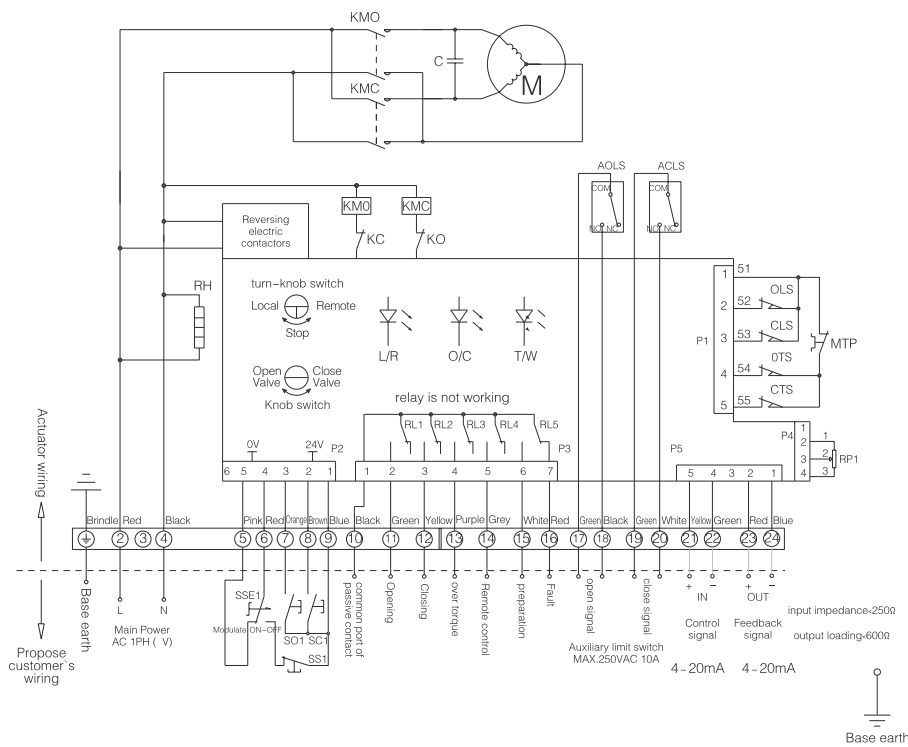 KMO
C
M
KMC
AOLS
ACLS
COM
COM
NO NC
NO NC
KM0
KMC
KC
KO
Reversing
electric
contactors
RH
turn-knob switch
Local
Remote
Stop
L/R
O/C
T/W
Open
Valve
Close
Valve
Knob switch
relay is not working
RL1
RL2
RL3
RL4
RL5
P1
1
2
3
4
5
51
52
53
54
55
OLS
CLS
OTS
CTS
MTP
P4
1
2
3
4
1
2
3
RP1
0V
24V
P2
6 5 4 3 2 1
1 2 3 4 5 6 7
P3
P5
5 4 3 2 1
Actuator wiring
Brindle Red Black Pink Red Orange Brown Blue Black Green Yellow Purple Grey White Red Green Black Green White Yellow Green Red Blue
2 3 4 5 6 7 8 9 10 11 12 13 14 15 16 17 18 19 20 21 22 23 24
Propose
customer`s
wiring
Base earth
L
N
Main Power
AC 1PH ( V)
SSE1
Modulate ON-OFF
SO1
SC1
SS1
common port of
passive contact
Opening
Closing
over torque
Remote control
preparation
Fault
open signal
close signal
Auxiliary limit switch
MAX.250VAC 10A
+ −
IN
Control
signal
4~20mA
+ −
OUT
Feedback
signal
4~20mA
input impedance<250Ω
output loading<600Ω
Base earth